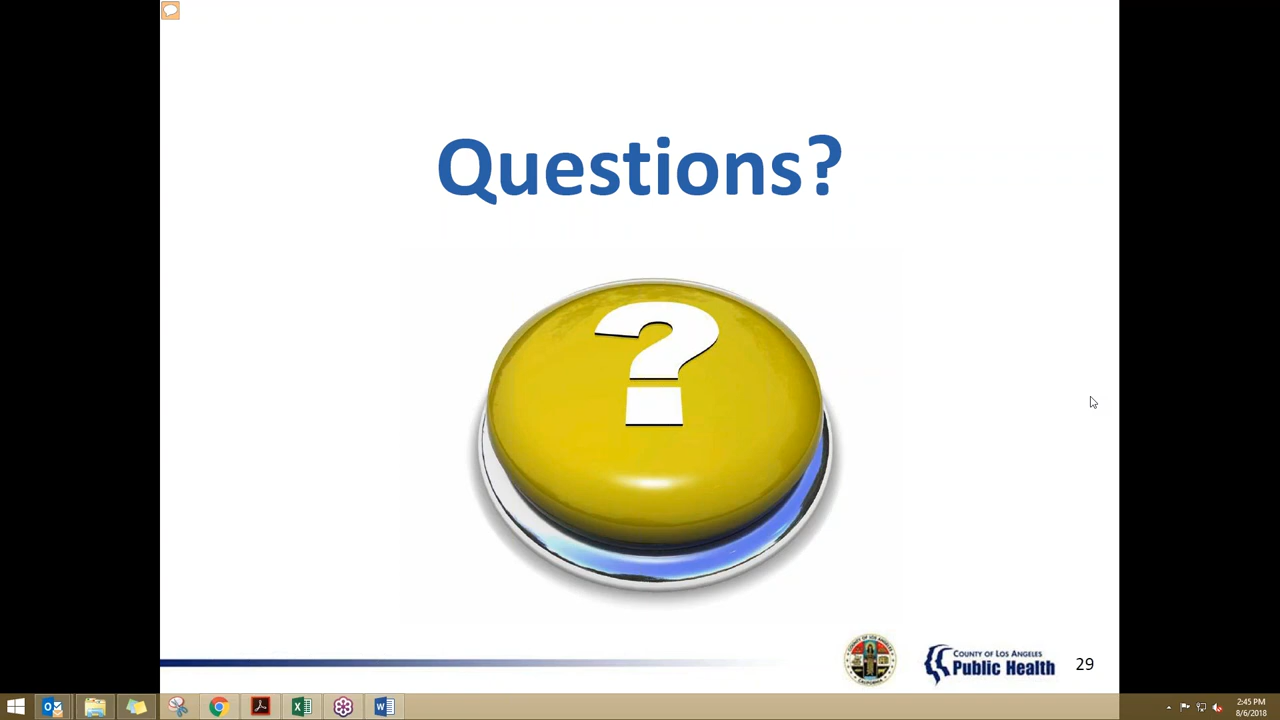 Questions?
?
COUNTY OF LOS ANGELES
Public Health
29
2:45 PM
8/6/2018